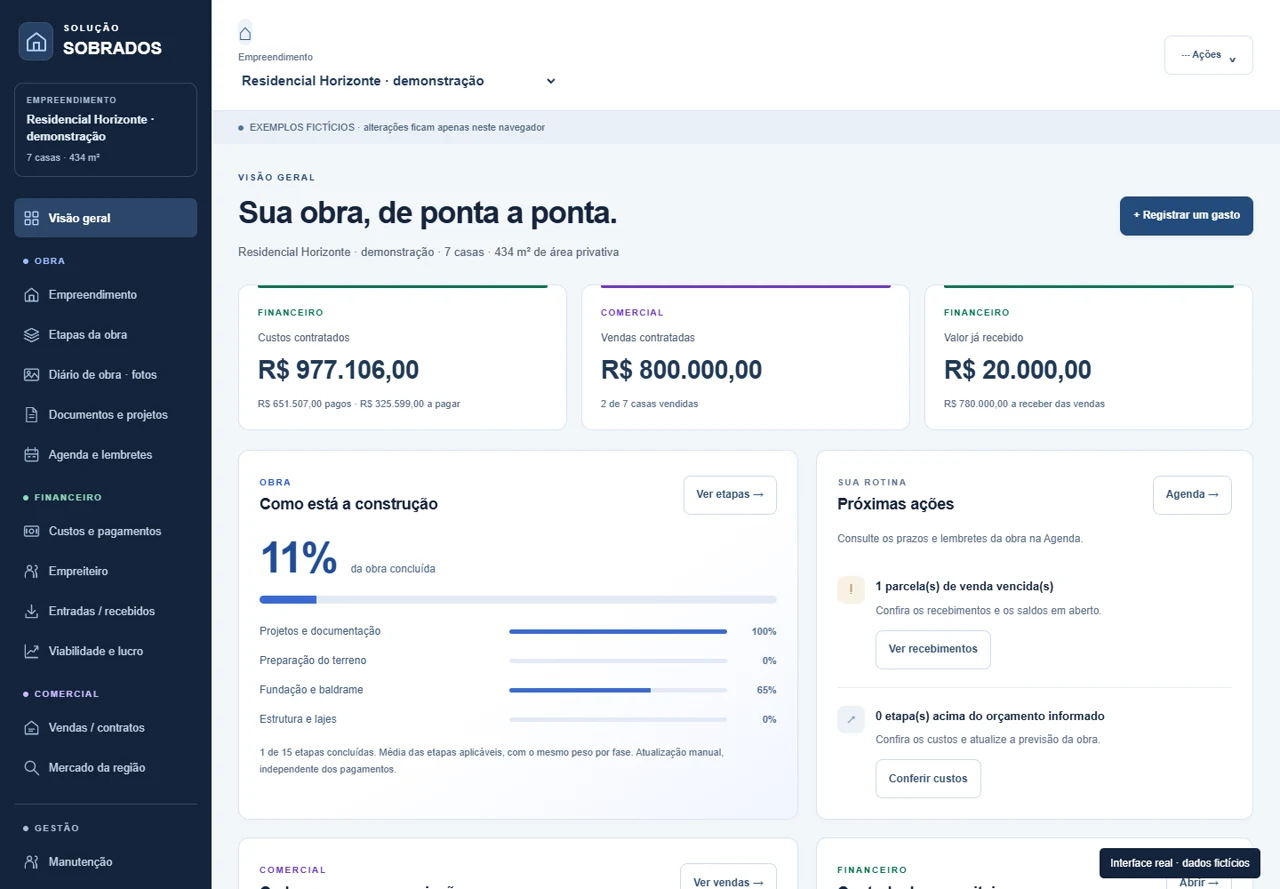 SOLUÇÃO
SOBRADOS
EMPREENDIMENTO
Residencial Horizonte ·
demonstração
7 casas · 434 m²
Visão geral
OBRA
Empreendimento
Etapas da obra
Diário de obra · fotos
Documentos e projetos
Agenda e lembretes
FINANCEIRO
Custos e pagamentos
Empreiteiro
Entradas / recebidos
Viabilidade e lucro
COMERCIAL
Vendas / contratos
Mercado da região
GESTÃO
Manutenção
Empreendimento
Residencial Horizonte · demonstração
··· Ações
EXEMPLOS FICTÍCIOS · alterações ficam apenas neste navegador
VISÃO GERAL
Sua obra, de ponta a ponta.
Residencial Horizonte · demonstração · 7 casas · 434 m² de área privativa
+ Registrar um gasto
FINANCEIRO
Custos contratados
R$ 977.106,00
R$ 651.507,00 pagos · R$ 325.599,00 a pagar
COMERCIAL
Vendas contratadas
R$ 800.000,00
2 de 7 casas vendidas
FINANCEIRO
Valor já recebido
R$ 20.000,00
R$ 780.000,00 a receber das vendas
OBRA
Como está a construção
Ver etapas →
11% da obra concluída
Projetos e documentação 100%
Preparação do terreno 0%
Fundação e baldrame 65%
Estrutura e lajes 0%
1 de 15 etapas concluídas. Média das etapas aplicáveis, com o mesmo peso por fase. Atualização manual,
independente dos pagamentos.
SUA ROTINA
Próximas ações
Agenda →
Consulte os prazos e lembretes da obra na Agenda.
! 1 parcela(s) de venda vencida(s)
Confira os recebimentos e os saldos em aberto.
Ver recebimentos
↗ 0 etapa(s) acima do orçamento informado
Confira os custos e atualize a previsão da obra.
Conferir custos
COMERCIAL
Ver vendas →
FINANCEIRO
Abrir →
Interface real · dados fictícios